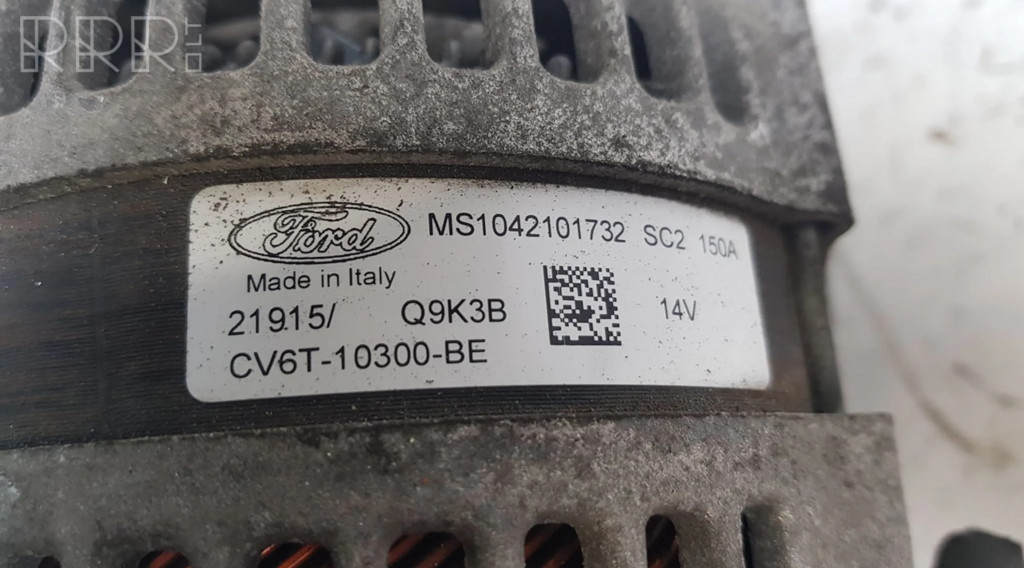 RRR.LT
Ford MS1042101732 SC2 150A
Made in Italy
21915/ Q9K3B 14V
CV6T-10300-BE